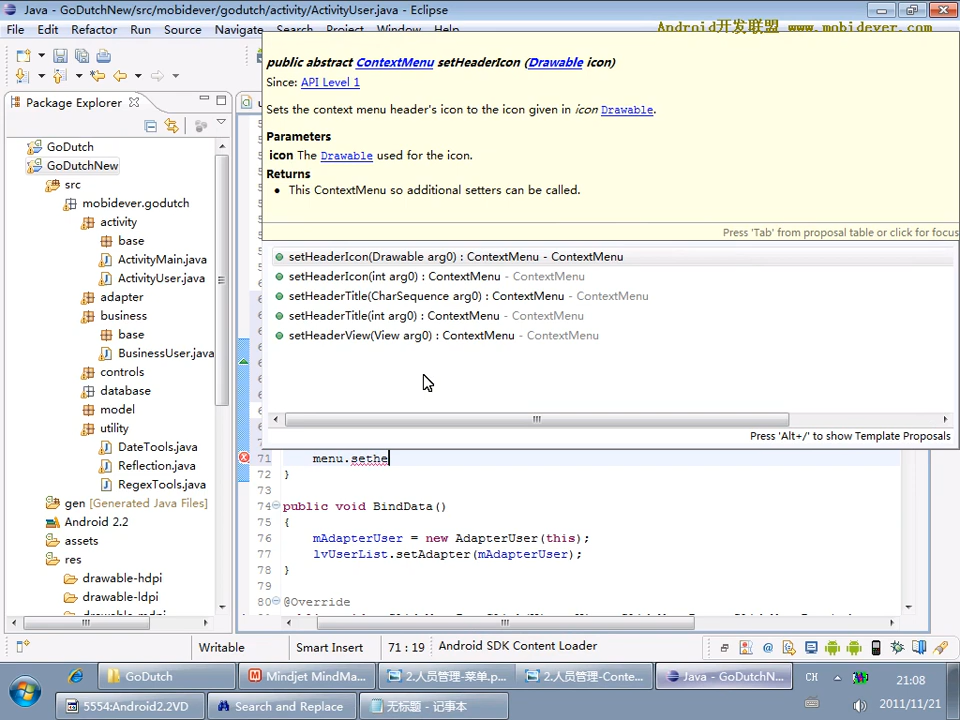 Java - GoDutchNew/src/mobidever/godutch/activity/ActivityUser.java - Eclipse
File Edit Refactor Run Source Navigate Search Project Window Help
Android开发联盟 www.mobidever.com
public abstract ContextMenu setHeaderIcon (Drawable icon)
Since: API Level 1
Sets the context menu header's icon to the icon given in icon Drawable.
Parameters
icon The Drawable used for the icon.
Returns
• This ContextMenu so additional setters can be called.
Press 'Tab' from proposal table or click for focus
Package Explorer
GoDutch
GoDutchNew
src
mobidever.godutch
activity
base
ActivityMain.java
ActivityUser.java
adapter
business
base
BusinessUser.java
controls
database
model
utility
DateTools.java
Reflection.java
RegexTools.java
gen [Generated Java Files]
Android 2.2
assets
res
drawable-hdpi
drawable-ldpi
setHeaderIcon(Drawable arg0) : ContextMenu - ContextMenu
setHeaderIcon(int arg0) : ContextMenu - ContextMenu
setHeaderTitle(CharSequence arg0) : ContextMenu - ContextMenu
setHeaderTitle(int arg0) : ContextMenu - ContextMenu
setHeaderView(View arg0) : ContextMenu - ContextMenu
Press 'Alt+/' to show Template Proposals
71 menu.sethe
72 }
73
74 public void BindData()
75 {
76 mAdapterUser = new AdapterUser(this);
77 lvUserList.setAdapter(mAdapterUser);
78 }
79
80 @Override
Writable Smart Insert 71 : 19 Android SDK Content Loader
GoDutch Mindjet MindMa... 2.人员管理-菜单.p... 2.人员管理-Conte... Java - GoDutchN... CH 21:08
5554:Android2.2VD Search and Replace 无标题 - 记事本 2011/11/21